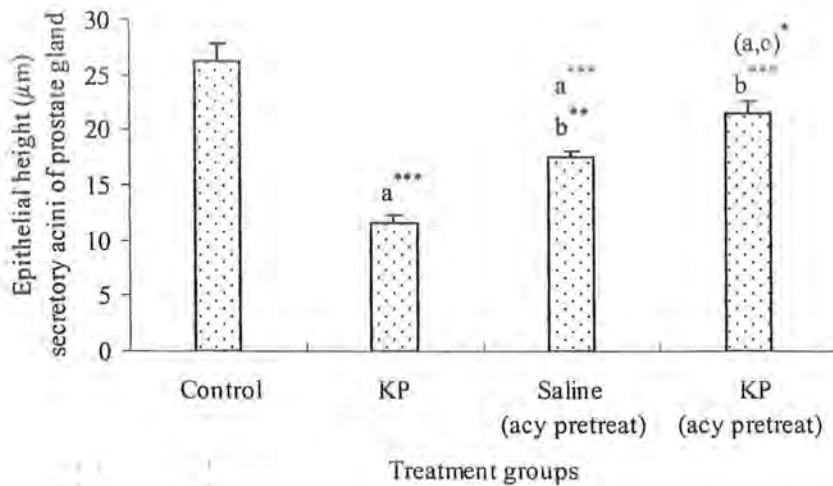 Epithelial height (μm)
secretory acini of prostate gland
30
25
20
15
10
5
0
a***
a***
b**
(a,c)*
b***
Control
KP
Saline
(acy pretreat)
KP
(acy pretreat)
Treatment groups